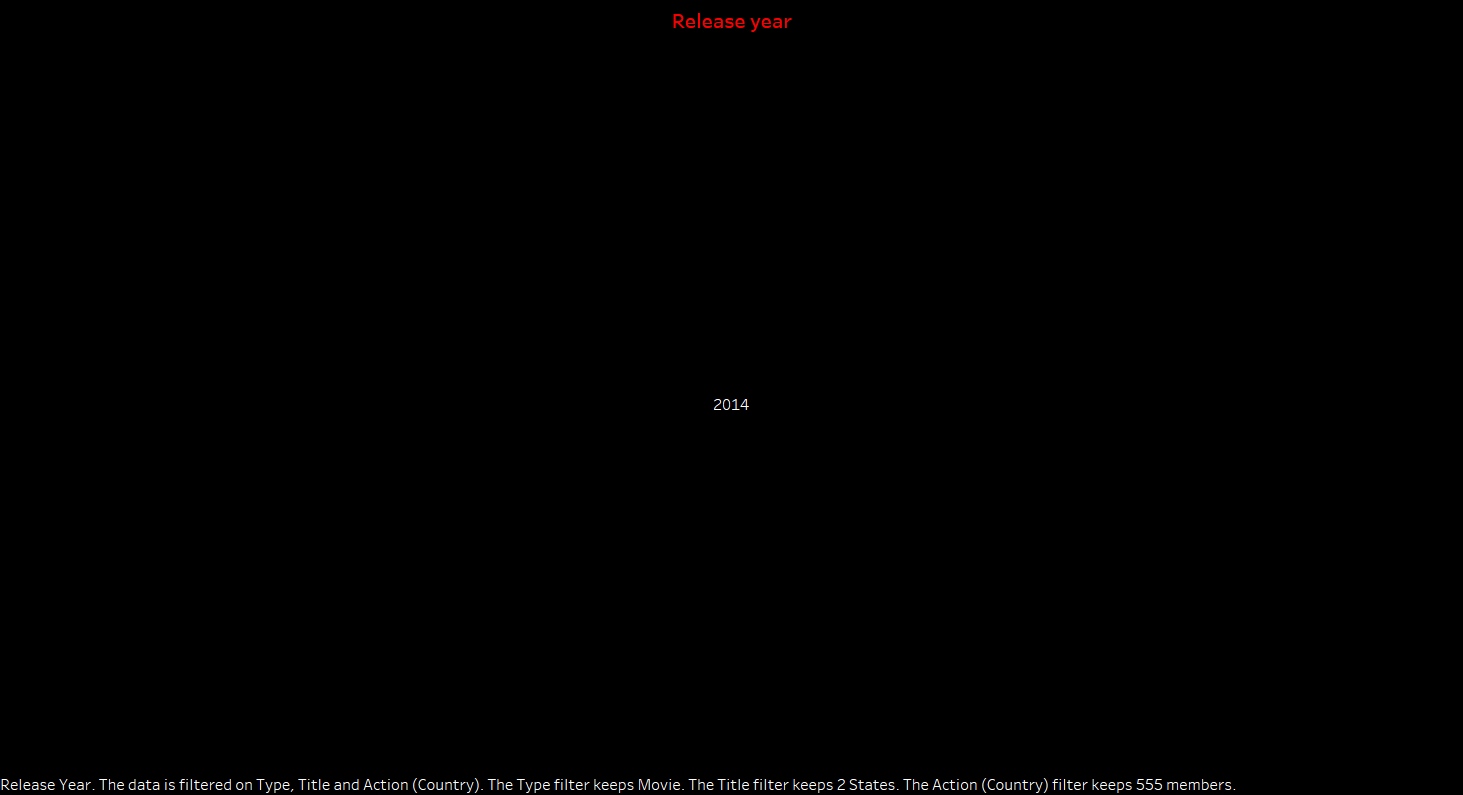 Release year
2014
Release Year. The data is filtered on Type, Title and Action (Country). The Type filter keeps Movie. The Title filter keeps 2 States. The Action (Country) filter keeps 555 members.